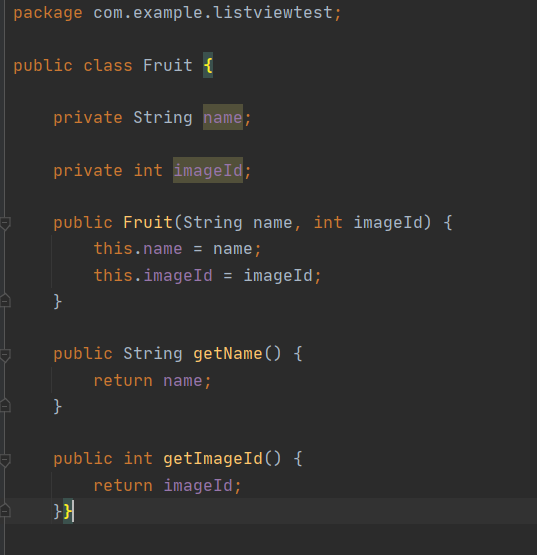 package com.example.listviewtest;
public class Fruit {
private String name;
private int imageId;
public Fruit(String name, int imageId) {
this.name = name;
this.imageId = imageId;
}
public String getName() {
return name;
}
public int getImageId() {
return imageId;
}}